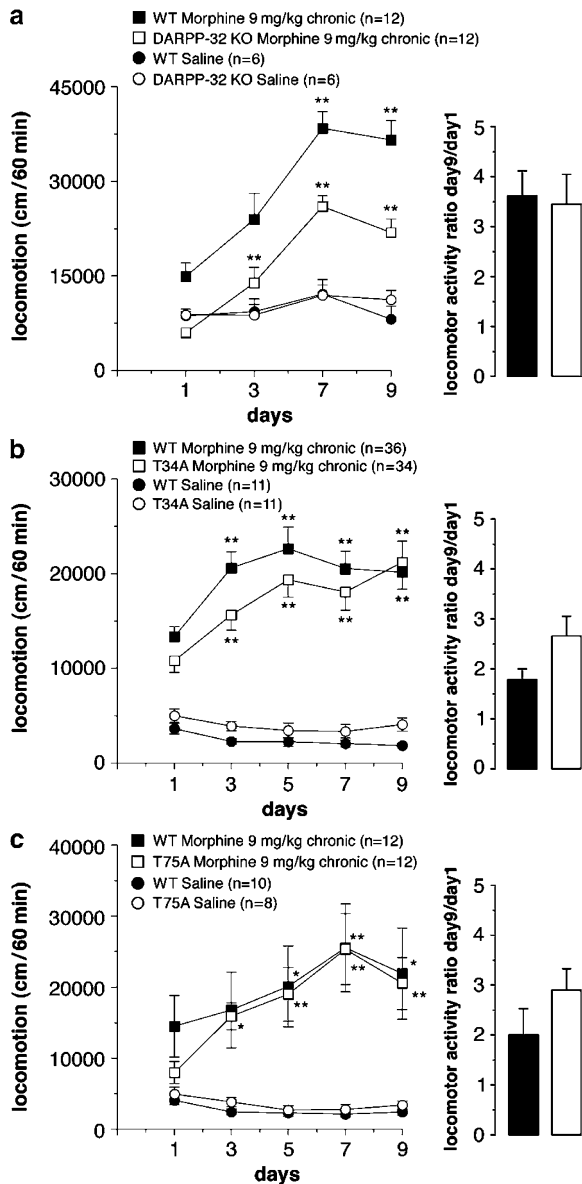 a
WT Morphine 9 mg/kg chronic (n=12)
DARPP-32 KO Morphine 9 mg/kg chronic (n=12)
WT Saline (n=6)
DARPP-32 KO Saline (n=6)
locomotion (cm/60 min)
45000
30000
15000
0
** **
**
** **
1 3 7 9
days
locomotor activity ratio day9/day1
5
4
3
2
1
0
b
WT Morphine 9 mg/kg chronic (n=36)
T34A Morphine 9 mg/kg chronic (n=34)
WT Saline (n=11)
T34A Saline (n=11)
locomotion (cm/60 min)
30000
20000
10000
0
** ** ** **
** ** ** **
1 3 5 7 9
days
locomotor activity ratio day9/day1
5
4
3
2
1
0
c
WT Morphine 9 mg/kg chronic (n=12)
T75A Morphine 9 mg/kg chronic (n=12)
WT Saline (n=10)
T75A Saline (n=8)
locomotion (cm/60 min)
40000
30000
20000
10000
0
* ** *
* ** ** **
1 3 5 7 9
days
locomotor activity ratio day9/day1
5
4
3
2
1
0